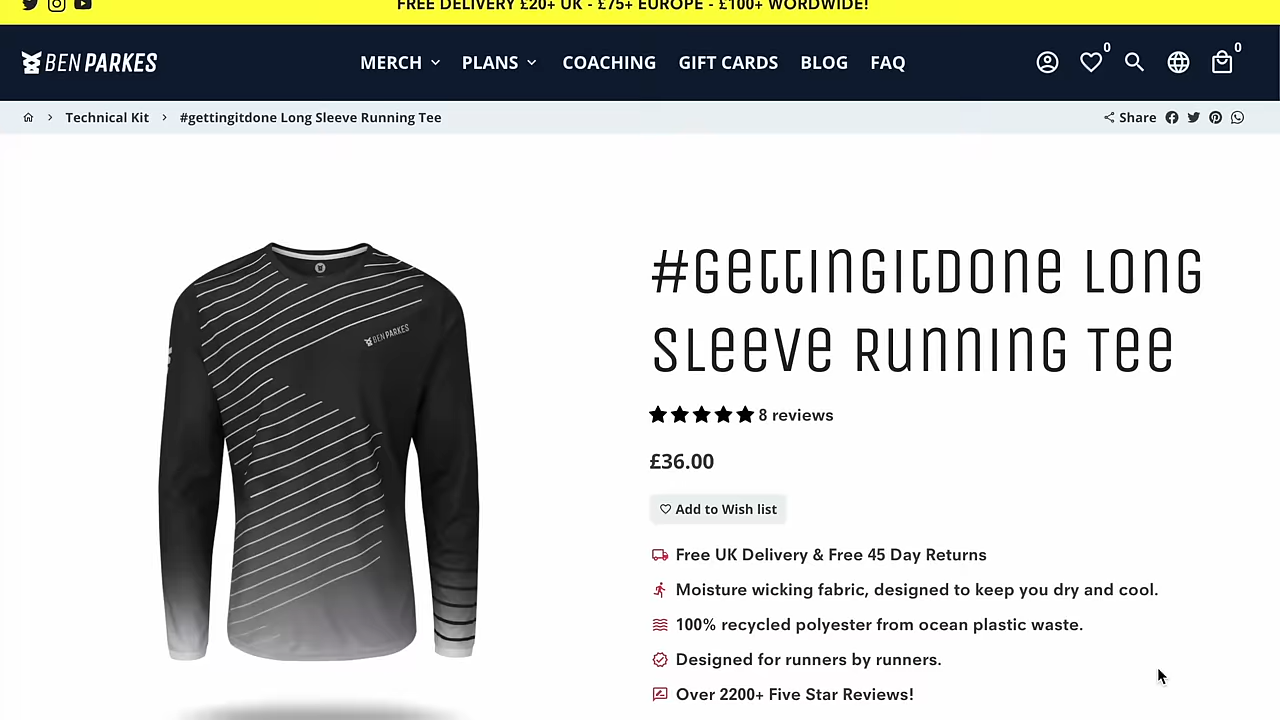 FREE DELIVERY £20+ UK - £75+ EUROPE - £100+ WORDWIDE!
BEN PARKES
MERCH
PLANS
COACHING
GIFT CARDS
BLOG
FAQ
0
0
Technical Kit
#gettingitdone Long Sleeve Running Tee
Share
BEN PARKES
#gettingitdone Long
Sleeve Running Tee
8 reviews
£36.00
Add to Wish list
Free UK Delivery & Free 45 Day Returns
Moisture wicking fabric, designed to keep you dry and cool.
100% recycled polyester from ocean plastic waste.
Designed for runners by runners.
Over 2200+ Five Star Reviews!